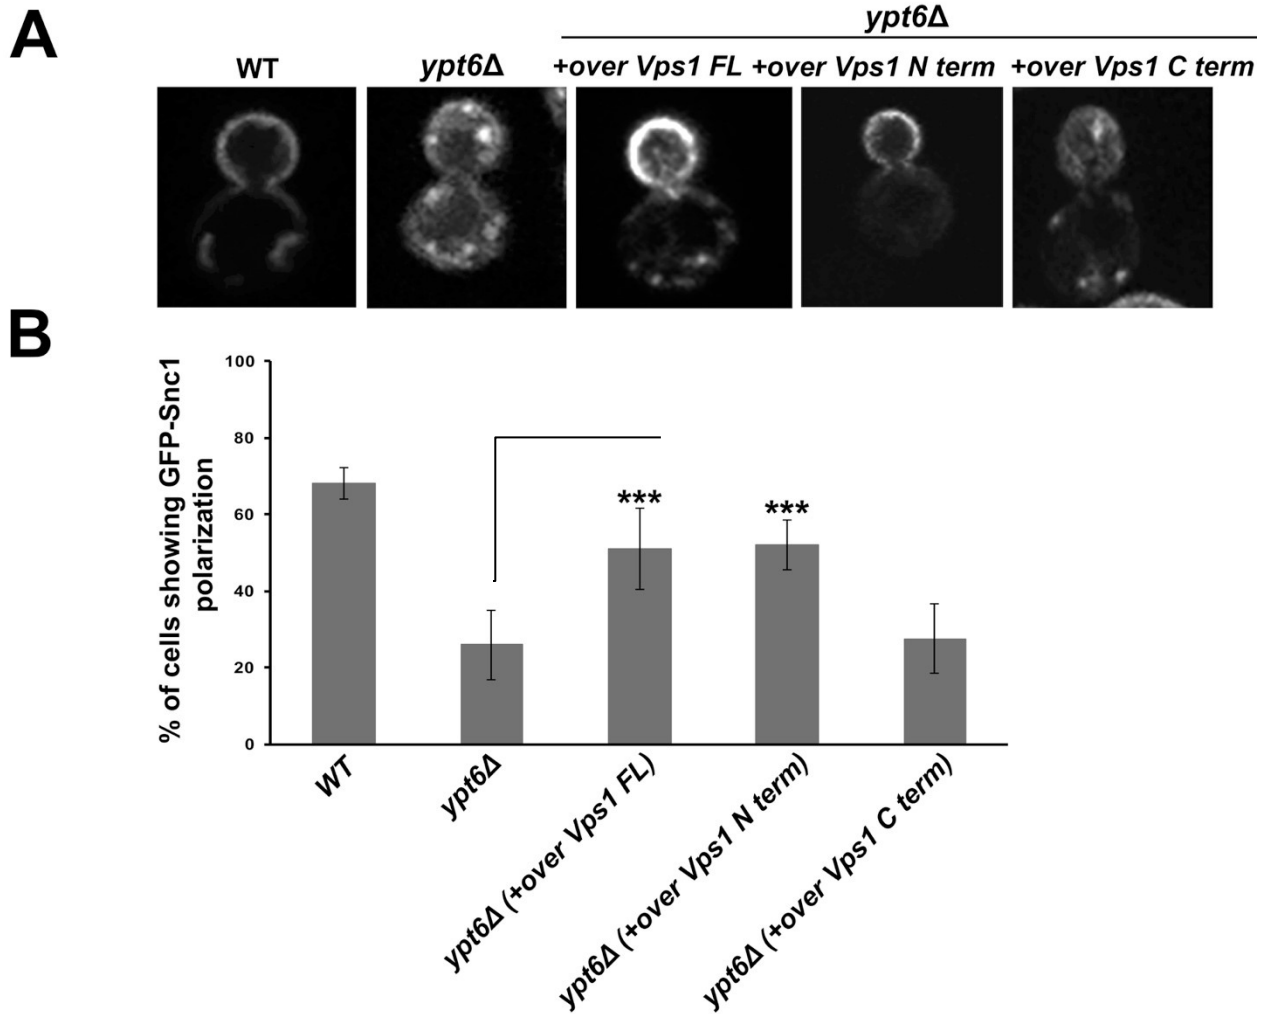 A
ypt6Δ
WT
ypt6Δ
+over Vps1 FL
+over Vps1 N term
+over Vps1 C term
B
% of cells showing GFP-Snc1
polarization
100
80
60
40
20
0
***
***
WT
ypt6Δ
ypt6Δ (+over Vps1 FL)
ypt6Δ (+over Vps1 N term)
ypt6Δ (+over Vps1 C term)